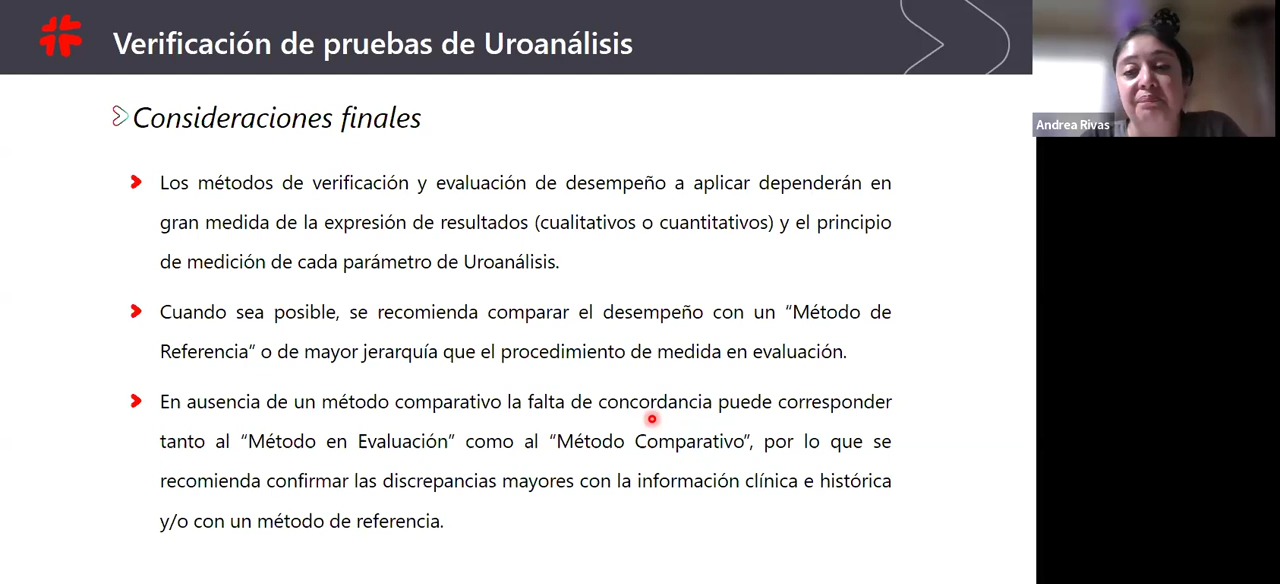 Verificación de pruebas de Uroanálisis
Andrea Rivas
Consideraciones finales
Los métodos de verificación y evaluación de desempeño a aplicar dependerán en
gran medida de la expresión de resultados (cualitativos o cuantitativos) y el principio
de medición de cada parámetro de Uroanálisis.
Cuando sea posible, se recomienda comparar el desempeño con un “Método de
Referencia” o de mayor jerarquía que el procedimiento de medida en evaluación.
En ausencia de un método comparativo la falta de concordancia puede corresponder
tanto al “Método en Evaluación” como al “Método Comparativo”, por lo que se
recomienda confirmar las discrepancias mayores con la información clínica e histórica
y/o con un método de referencia.